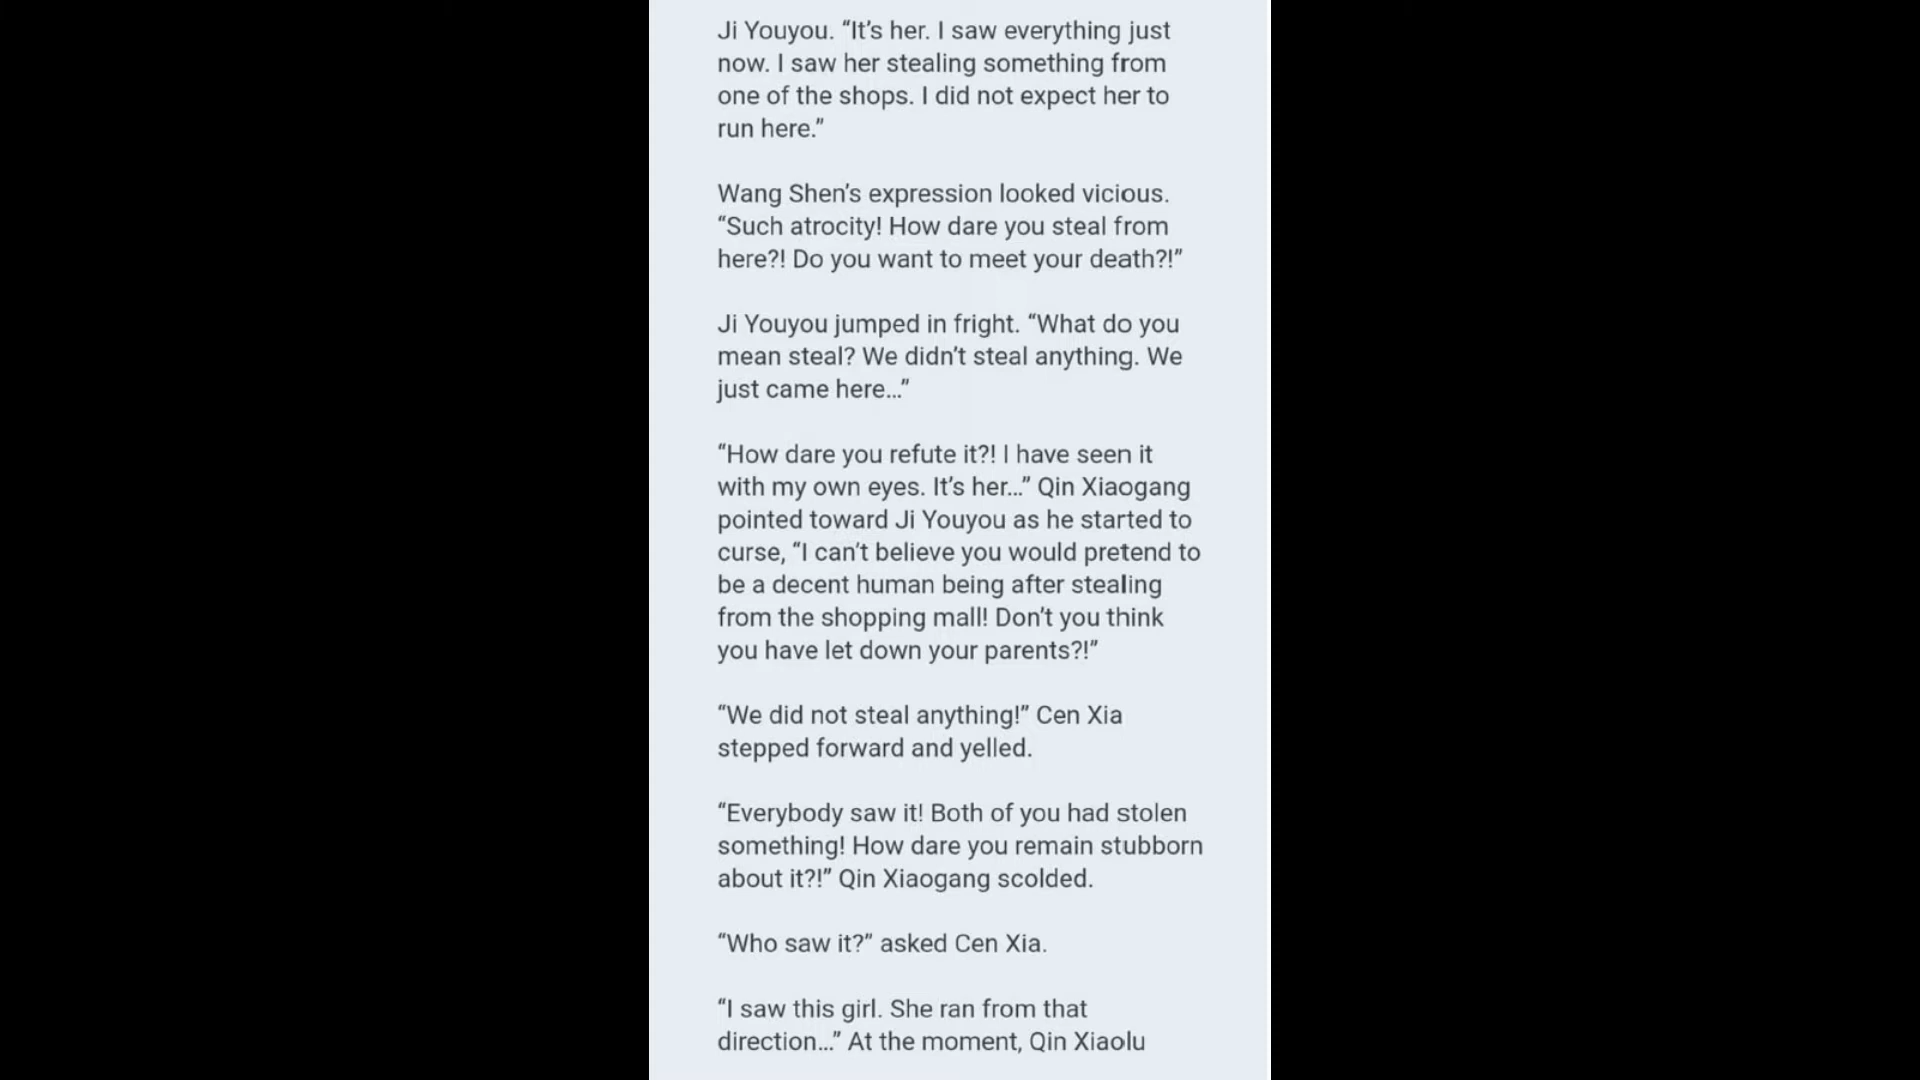 Ji Youyou. “It’s her. I saw everything just
now. I saw her stealing something from
one of the shops. I did not expect her to
run here.”
Wang Shen’s expression looked vicious.
“Such atrocity! How dare you steal from
here?! Do you want to meet your death?!”
Ji Youyou jumped in fright. “What do you
mean steal? We didn’t steal anything. We
just came here…”
“How dare you refute it?! I have seen it
with my own eyes. It’s her…” Qin Xiaogang
pointed toward Ji Youyou as he started to
curse, “I can’t believe you would pretend to
be a decent human being after stealing
from the shopping mall! Don’t you think
you have let down your parents?!”
“We did not steal anything!” Cen Xia
stepped forward and yelled.
“Everybody saw it! Both of you had stolen
something! How dare you remain stubborn
about it?!” Qin Xiaogang scolded.
“Who saw it?” asked Cen Xia.
“I saw this girl. She ran from that
direction…” At the moment, Qin Xiaolu